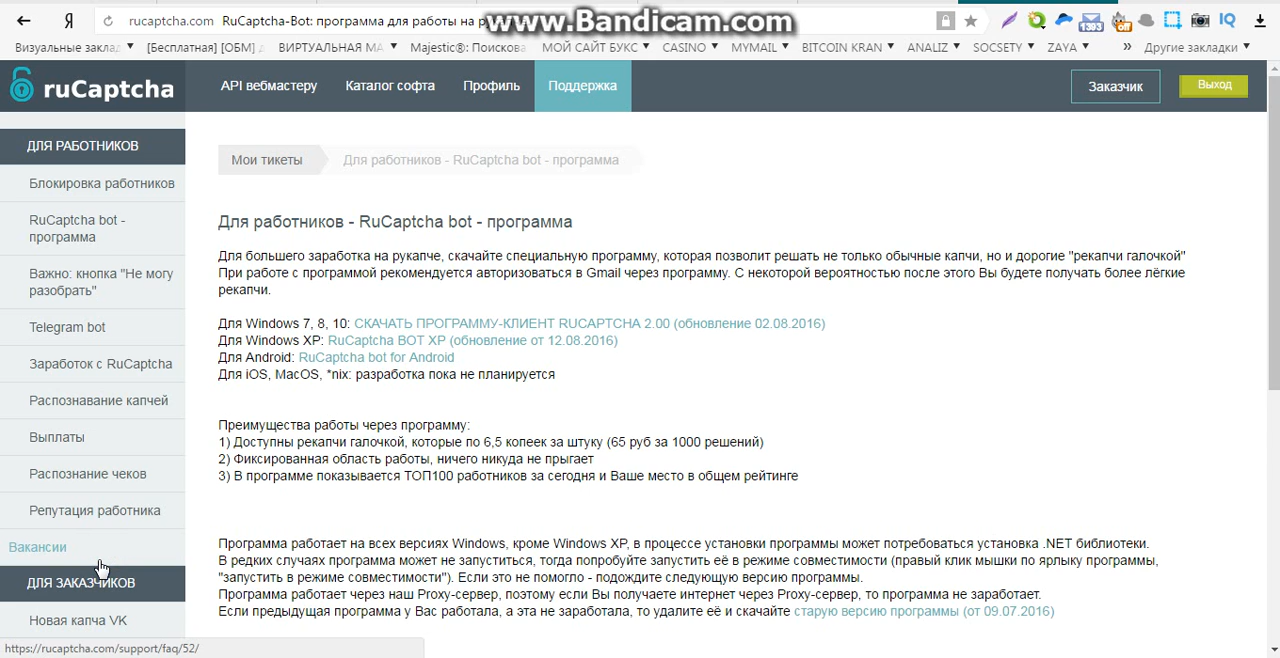 Я
rucaptcha.com RuCaptcha-Bot: программа для работы на
www.Bandicam.com
Визуальные заклад
[Бесплатная] [ОБМ]
ВИРТУАЛЬНАЯ МА
Majestic®: Поискова
МОЙ САЙТ БУКС
CASINO
MYMAIL
BITCOIN KRAN
ANALIZ
SOCSETY
ZAYA
»
Другие закладки
ruCaptcha
API вебмастеру
Каталог софта
Профиль
Поддержка
Заказчик
Выход
ДЛЯ РАБОТНИКОВ
Блокировка работников
RuCaptcha bot -
программа
Важно: кнопка "Не могу
разобрать"
Telegram bot
Заработок с RuCaptcha
Распознавание капчей
Выплаты
Распознание чеков
Репутация работника
Вакансии
ДЛЯ ЗАКАЗЧИКОВ
Новая капча VK
Мои тикеты
Для работников - RuCaptcha bot - программа
Для работников - RuCaptcha bot - программа
Для большего заработка на рукапче, скачайте специальную программу, которая позволит решать не только обычные капчи, но и дорогие "рекапчи галочкой"
При работе с программой рекомендуется авторизоваться в Gmail через программу. С некоторой вероятностью после этого Вы будете получать более лёгкие
рекапчи.
Для Windows 7, 8, 10: СКАЧАТЬ ПРОГРАММУ-КЛИЕНТ RUCAPTCHA 2.00 (обновление 02.08.2016)
Для Windows XP: RuCaptcha BOT XP (обновление от 12.08.2016)
Для Android: RuCaptcha bot for Android
Для iOS, MacOS, *nix: разработка пока не планируется
Преимущества работы через программу:
1) Доступны рекапчи галочкой, которые по 6,5 копеек за штуку (65 руб за 1000 решений)
2) Фиксированная область работы, ничего никуда не прыгает
3) В программе показывается ТОП100 работников за сегодня и Ваше место в общем рейтинге
Программа работает на всех версиях Windows, кроме Windows XP, в процессе установки программы может потребоваться установка .NET библиотеки.
В редких случаях программа может не запуститься, тогда попробуйте запустить её в режиме совместимости (правый клик мышки по ярлыку программы,
"запустить в режиме совместимости"). Если это не помогло - подождите следующую версию программы.
Программа работает через наш Proxy-сервер, поэтому если Вы получаете интернет через Proxy-сервер, то программа не заработает.
Если предыдущая программа у Вас работала, а эта не заработала, то удалите её и скачайте старую версию программы (от 09.07.2016)
https://rucaptcha.com/support/faq/52/